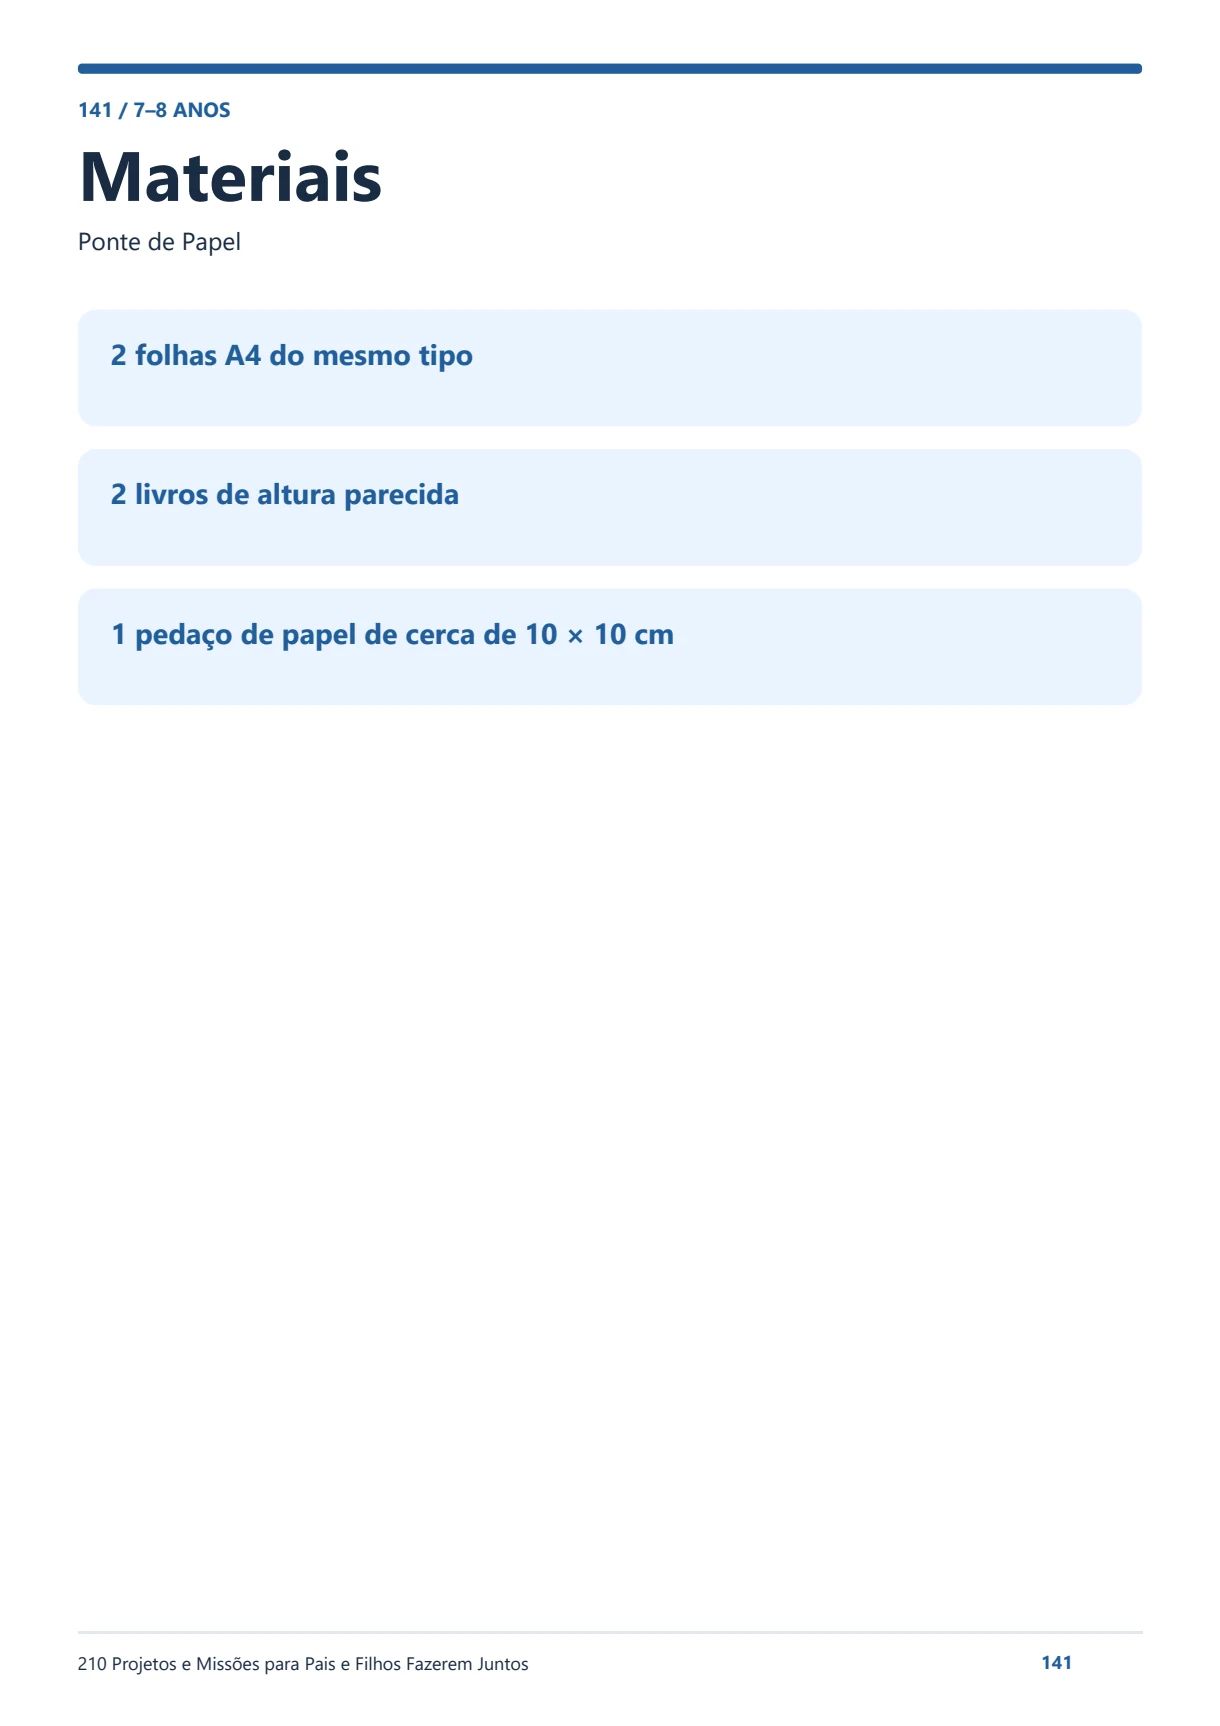 141 / 7–8 ANOS
Materiais
Ponte de Papel
2 folhas A4 do mesmo tipo
2 livros de altura parecida
1 pedaço de papel de cerca de 10 × 10 cm
210 Projetos e Missões para Pais e Filhos Fazerem Juntos
141